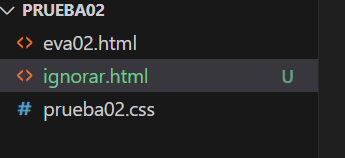 PRUEBA02
<> eva02.html
<> ignorar.html U
# prueba02.css